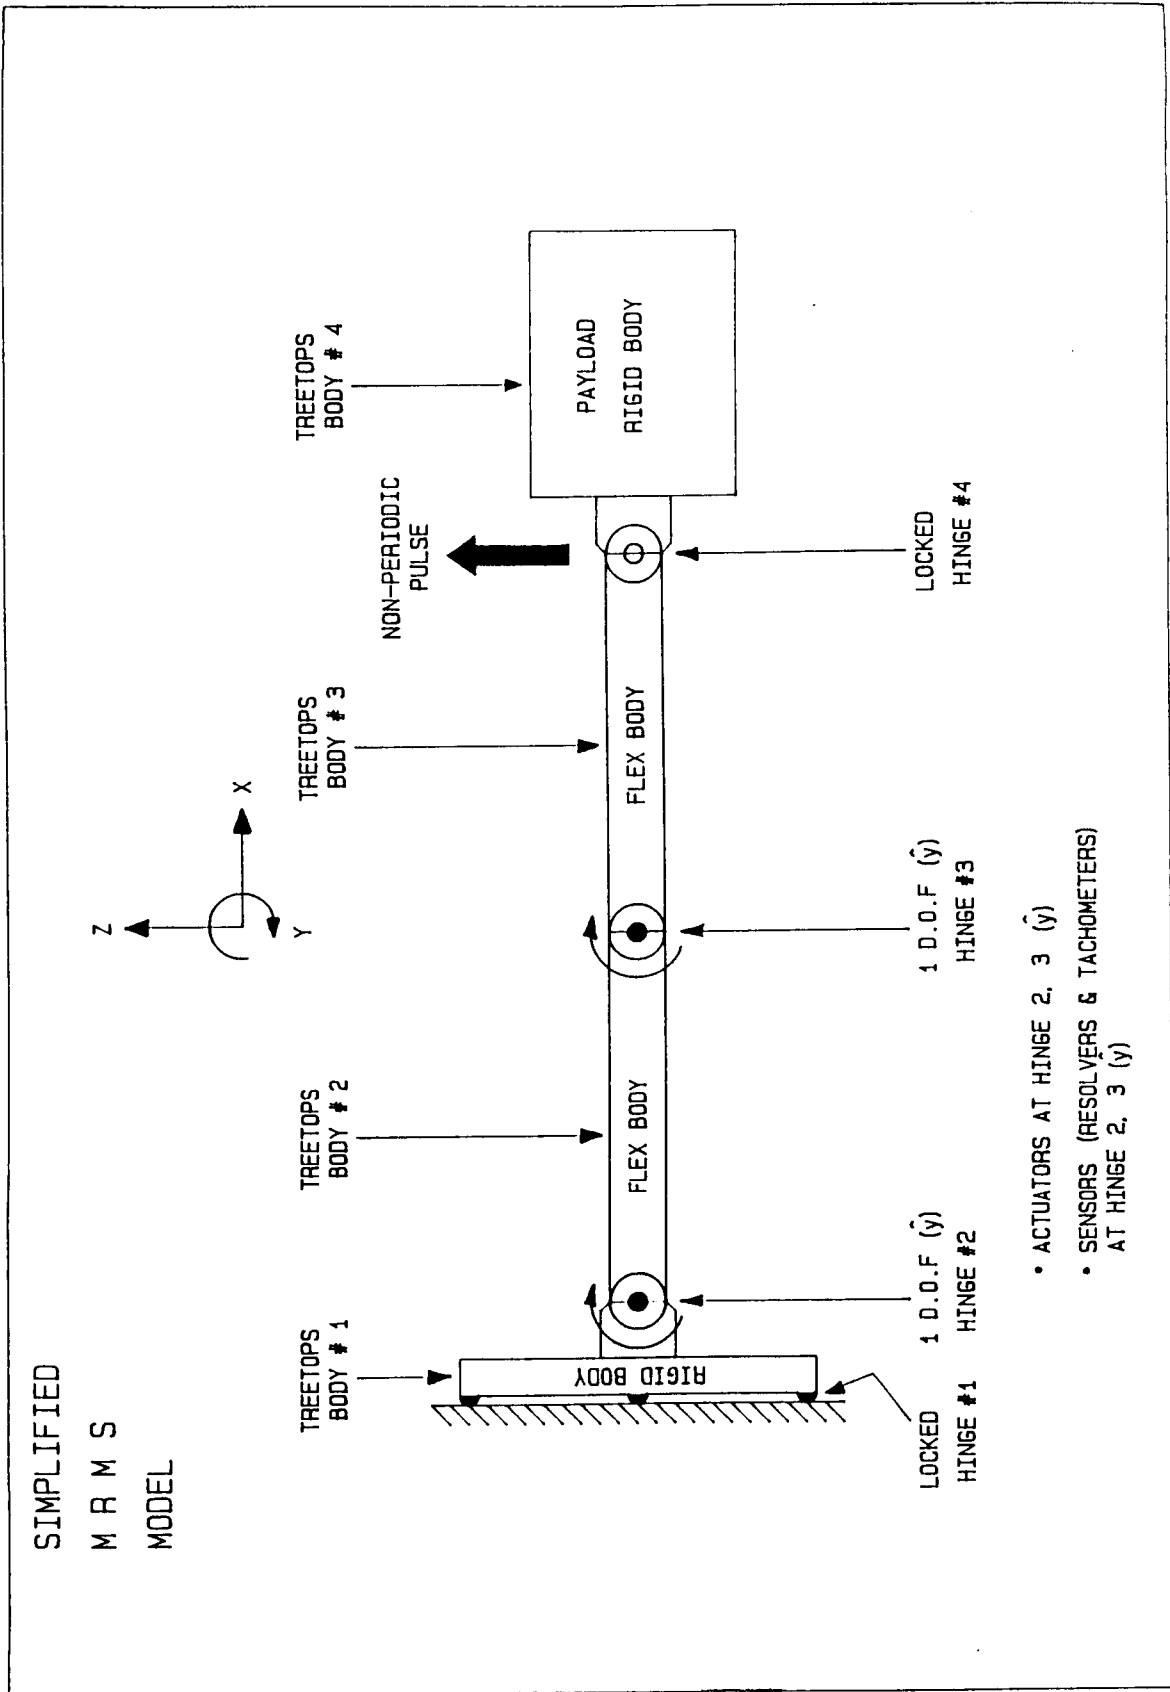 SIMPLIFIED
M R M S
MODEL
Z
X
Y
TREETOPS
BODY # 1
TREETOPS
BODY # 2
TREETOPS
BODY # 3
TREETOPS
BODY # 4
NON-PERIODIC
PULSE
RIGID BODY
FLEX BODY
FLEX BODY
PAYLOAD
RIGID BODY
LOCKED
HINGE #1
1 D.O.F (ŷ)
HINGE #2
1 D.O.F (ŷ)
HINGE #3
LOCKED
HINGE #4
• ACTUATORS AT HINGE 2, 3 (ŷ)
• SENSORS (RESOLVERS & TACHOMETERS)
AT HINGE 2, 3 (ŷ)